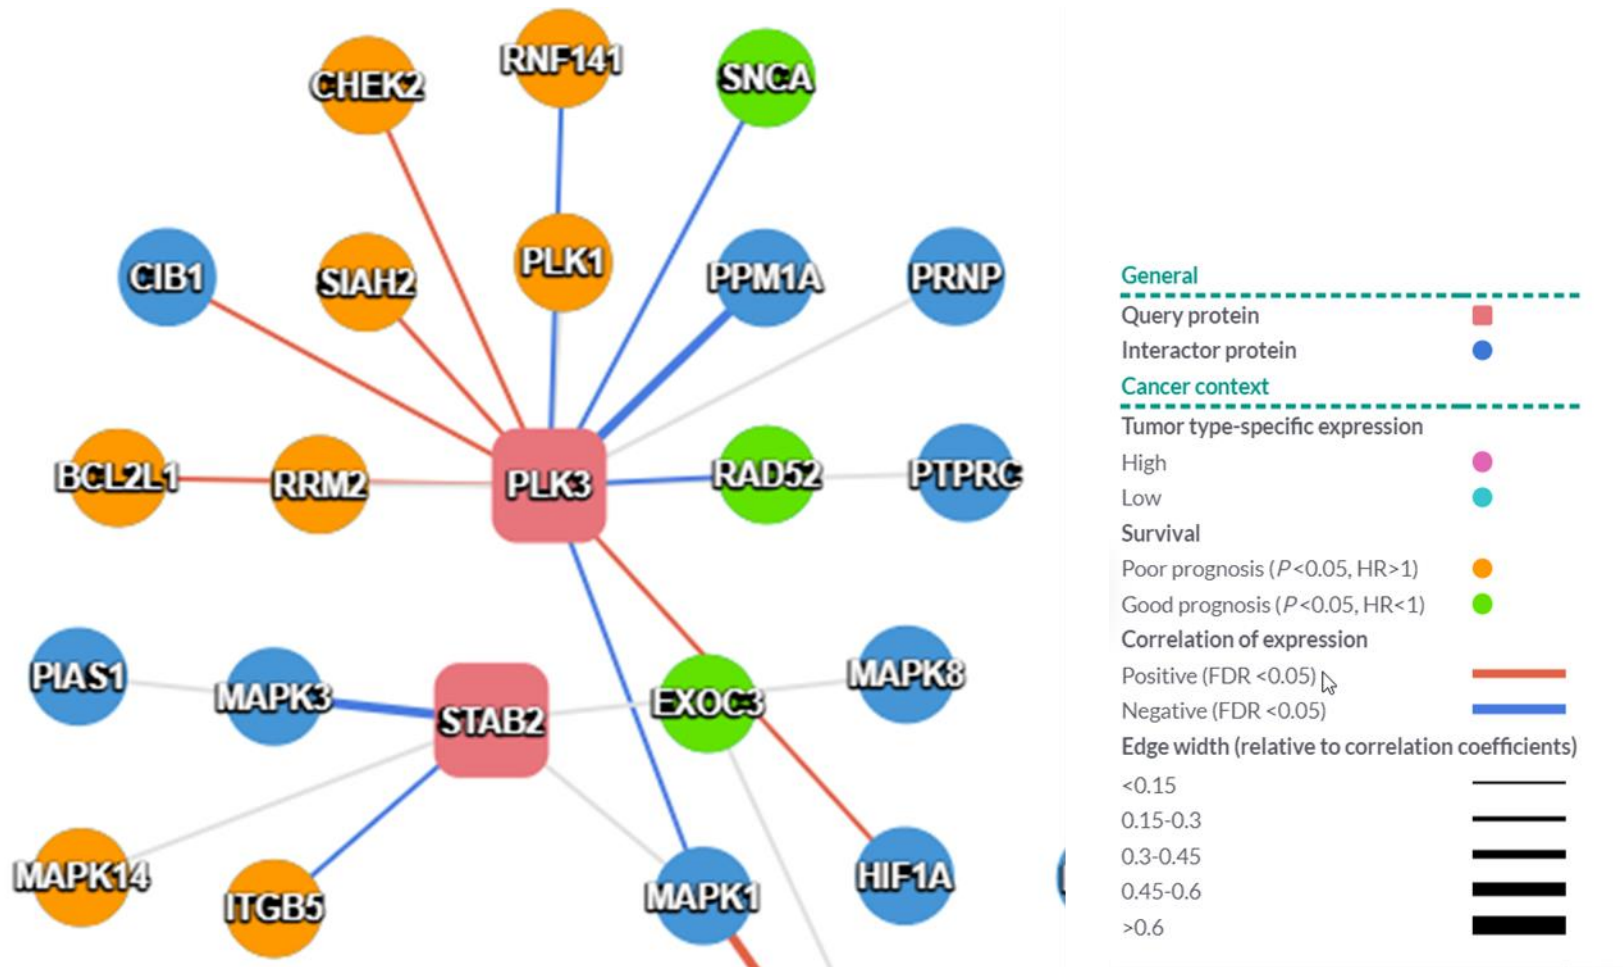 RNF141
CHEK2
SNCA
CIB1
SIAH2
PLK1
PPM1A
PRNP
BCL2L1
RRM2
PLK3
RAD52
PTPRC
PIAS1
MAPK3
STAB2
EXOC3
MAPK8
MAPK14
ITGB5
MAPK1
HIF1A
General
Query protein
Interactor protein
Cancer context
Tumor type-specific expression
High
Low
Survival
Poor prognosis (P<0.05, HR>1)
Good prognosis (P<0.05, HR<1)
Correlation of expression
Positive (FDR <0.05)
Negative (FDR <0.05)
Edge width (relative to correlation coefficients)
<0.15
0.15-0.3
0.3-0.45
0.45-0.6
>0.6